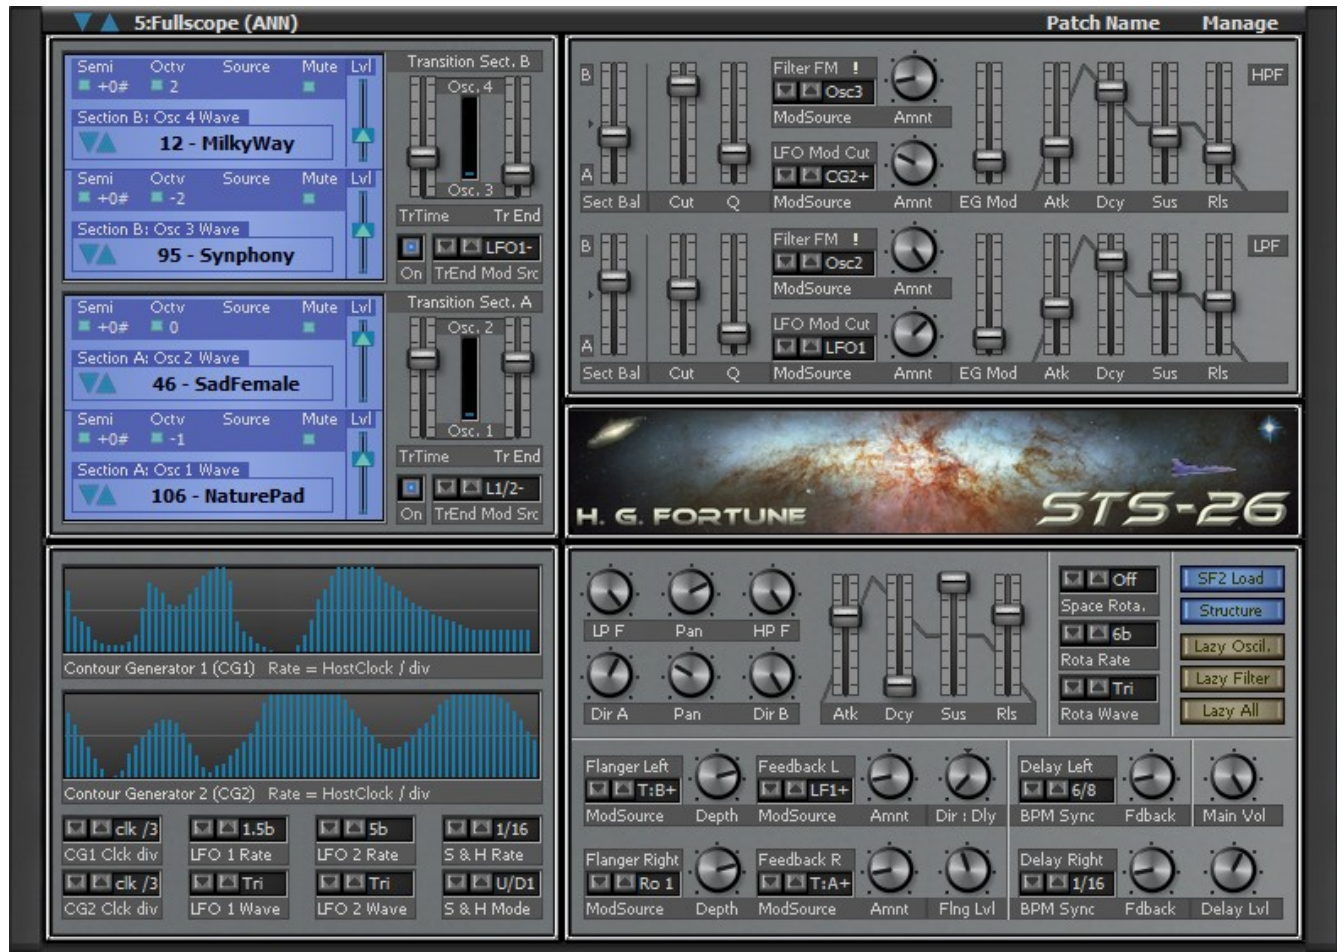 5:Fullscope (ANN) Patch Name Manage
Semi Octv Source Mute Lvl
+0# 2
Section B: Osc 4 Wave
12 - MilkyWay
Semi Octv Source Mute Lvl
+0# -2
Section B: Osc 3 Wave
95 - Synphony
Transition Sect. B
Osc. 4
Osc. 3
TrTime Tr End
LFO1-
On TrEnd Mod Src
Semi Octv Source Mute Lvl
+0# 0
Section A: Osc 2 Wave
46 - SadFemale
Semi Octv Source Mute Lvl
+0# -1
Section A: Osc 1 Wave
106 - NaturePad
Transition Sect. A
Osc. 2
Osc. 1
TrTime Tr End
L1/2-
On TrEnd Mod Src
B Filter FM ! HPF
Osc3
ModSource Amnt
LFO Mod Cut
A CG2+
Sect Bal Cut Q ModSource Amnt EG Mod Atk Dcy Sus Rls
B Filter FM ! LPF
Osc2
ModSource Amnt
LFO Mod Cut
A LFO1
Sect Bal Cut Q ModSource Amnt EG Mod Atk Dcy Sus Rls
H. G. FORTUNE STS-26
Contour Generator 1 (CG1) Rate = HostClock / div
Contour Generator 2 (CG2) Rate = HostClock / div
clk /3 1.5b 5b 1/16
CG1 Clck div LFO 1 Rate LFO 2 Rate S & H Rate
clk /3 Tri Tri U/D1
CG2 Clck div LFO 1 Wave LFO 2 Wave S & H Mode
LP F Pan HP F
Dir A Pan Dir B
Atk Dcy Sus Rls
Off
Space Rota.
6b
Rota Rate
Tri
Rota Wave
SF2 Load
Structure
Lazy Oscil.
Lazy Filter
Lazy All
Flanger Left Feedback L Delay Left
T:B+ LF1+ 6/8
ModSource Depth ModSource Amnt Dir : Dly BPM Sync Fdback Main Vol
Flanger Right Feedback R Delay Right
Ro 1 T:A+ 1/16
ModSource Depth ModSource Amnt Flng Lvl BPM Sync Fdback Delay Lvl